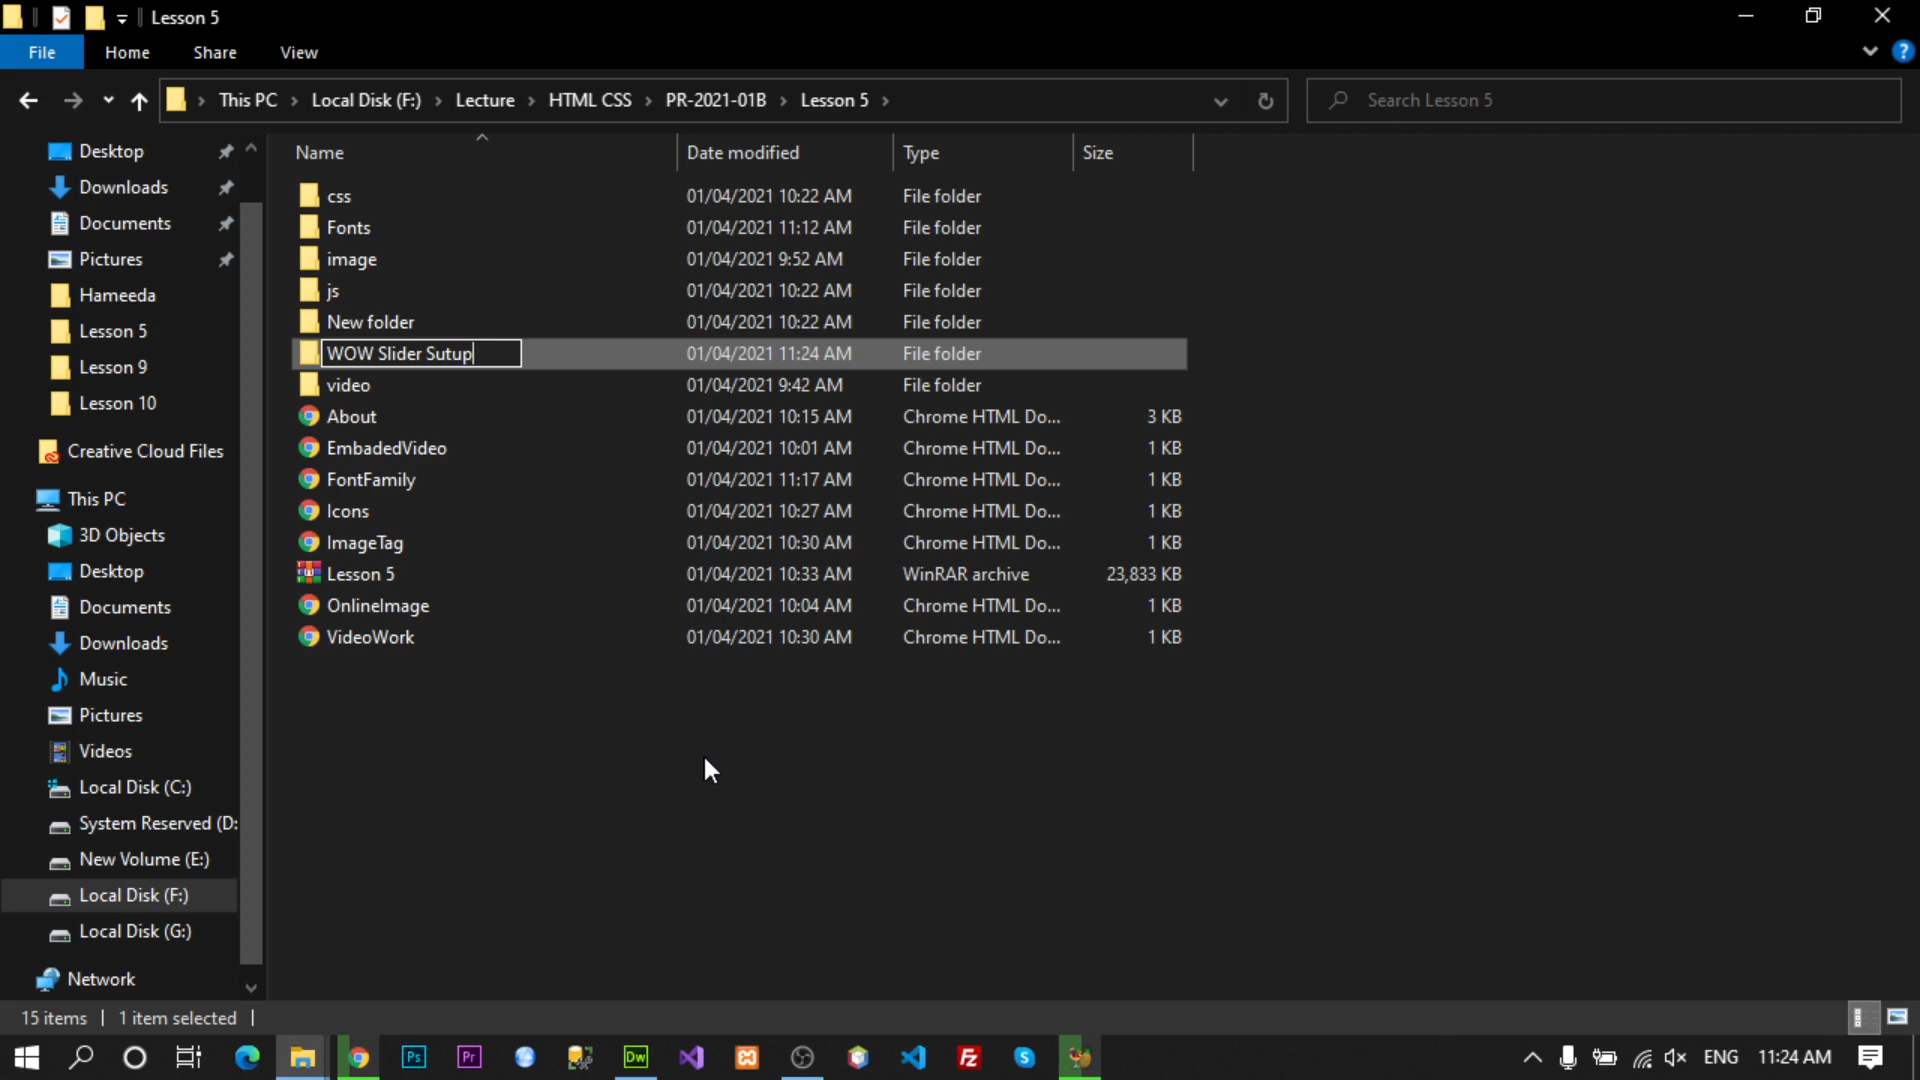 Lesson 5
File Home Share View
This PC Local Disk (F:) Lecture HTML CSS PR-2021-01B Lesson 5 Search Lesson 5
Desktop
Downloads
Documents
Pictures
Hameeda
Lesson 5
Lesson 9
Lesson 10
Creative Cloud Files
This PC
3D Objects
Desktop
Documents
Downloads
Music
Pictures
Videos
Local Disk (C:)
System Reserved (D:
New Volume (E:)
Local Disk (F:)
Local Disk (G:)
Network
Name Date modified Type Size
css 01/04/2021 10:22 AM File folder
Fonts 01/04/2021 11:12 AM File folder
image 01/04/2021 9:52 AM File folder
js 01/04/2021 10:22 AM File folder
New folder 01/04/2021 10:22 AM File folder
WOW Slider Sutup 01/04/2021 11:24 AM File folder
video 01/04/2021 9:42 AM File folder
About 01/04/2021 10:15 AM Chrome HTML Do... 3 KB
EmbadedVideo 01/04/2021 10:01 AM Chrome HTML Do... 1 KB
FontFamily 01/04/2021 11:17 AM Chrome HTML Do... 1 KB
Icons 01/04/2021 10:27 AM Chrome HTML Do... 1 KB
ImageTag 01/04/2021 10:30 AM Chrome HTML Do... 1 KB
Lesson 5 01/04/2021 10:33 AM WinRAR archive 23,833 KB
OnlineImage 01/04/2021 10:04 AM Chrome HTML Do... 1 KB
VideoWork 01/04/2021 10:30 AM Chrome HTML Do... 1 KB
15 items 1 item selected
Ps Pr Dw Fz S ENG 11:24 AM